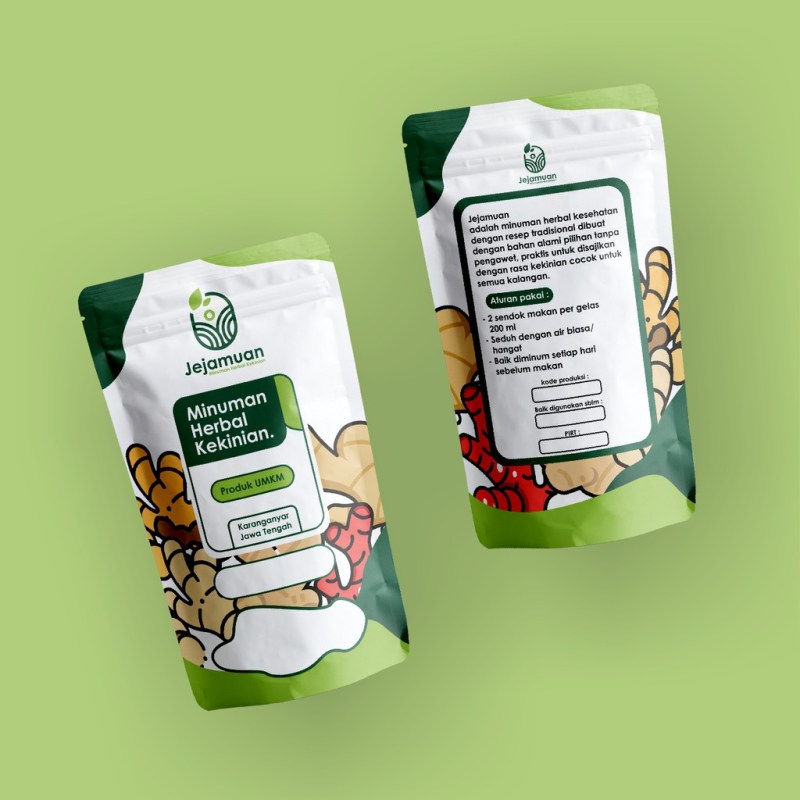 Jejamuan
Minuman Herbal Kekinian
Minuman
Herbal
Kekinian.
Produk UMKM
Karanganyar
Jawa Tengah
Jejamuan
Jejamuan
adalah minuman herbal kesehatan
dengan resep tradisional dibuat
dengan bahan alami pilihan tanpa
pengawet, praktis untuk disajikan
dengan rasa kekinian cocok untuk
semua kalangan.
Aturan pakai :
- 2 sendok makan per gelas
200 ml
- Seduh dengan air biasa/
hangat
- Baik diminum setiap hari
sebelum makan
kode produksi :
Baik digunakan sblm :
PIRT :